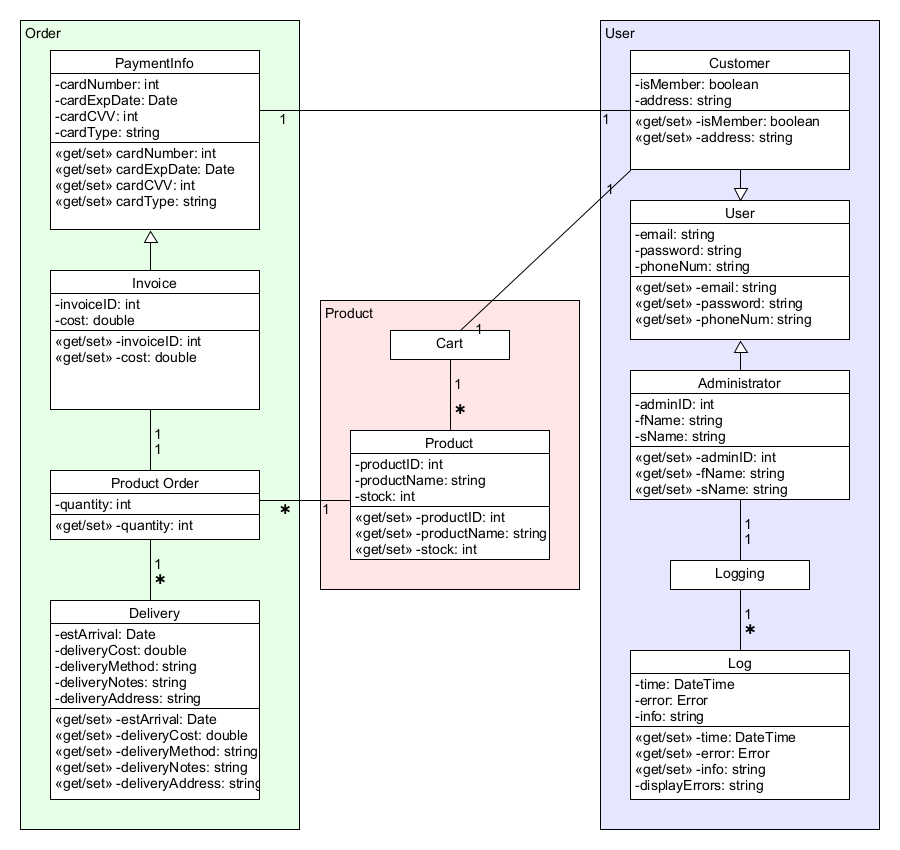 Order
PaymentInfo
-cardNumber: int
-cardExpDate: Date
-cardCVV: int
-cardType: string
«get/set» cardNumber: int
«get/set» cardExpDate: Date
«get/set» cardCVV: int
«get/set» cardType: string
Invoice
-invoiceID: int
-cost: double
«get/set» -invoiceID: int
«get/set» -cost: double
1
1
Product Order
-quantity: int
«get/set» -quantity: int
1
*
Delivery
-estArrival: Date
-deliveryCost: double
-deliveryMethod: string
-deliveryNotes: string
-deliveryAddress: string
«get/set» -estArrival: Date
«get/set» -deliveryCost: double
«get/set» -deliveryMethod: string
«get/set» -deliveryNotes: string
«get/set» -deliveryAddress: string
1
1
1
1
Product
Cart
1
*
Product
-productID: int
-productName: string
-stock: int
«get/set» -productID: int
«get/set» -productName: string
«get/set» -stock: int
*
1
User
Customer
-isMember: boolean
-address: string
«get/set» -isMember: boolean
«get/set» -address: string
User
-email: string
-password: string
-phoneNum: string
«get/set» -email: string
«get/set» -password: string
«get/set» -phoneNum: string
Administrator
-adminID: int
-fName: string
-sName: string
«get/set» -adminID: int
«get/set» -fName: string
«get/set» -sName: string
1
1
Logging
1
*
Log
-time: DateTime
-error: Error
-info: string
«get/set» -time: DateTime
«get/set» -error: Error
«get/set» -info: string
-displayErrors: string